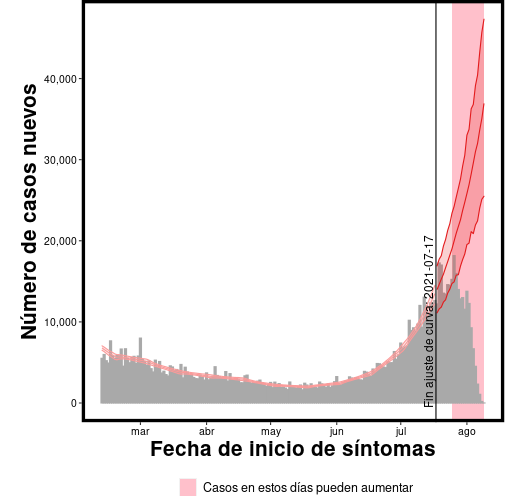 Número de casos nuevos
40,000
30,000
20,000
10,000
0
Fin ajuste de curva: 2021-07-17
mar abr may jun jul ago
Fecha de inicio de síntomas
Casos en estos días pueden aumentar